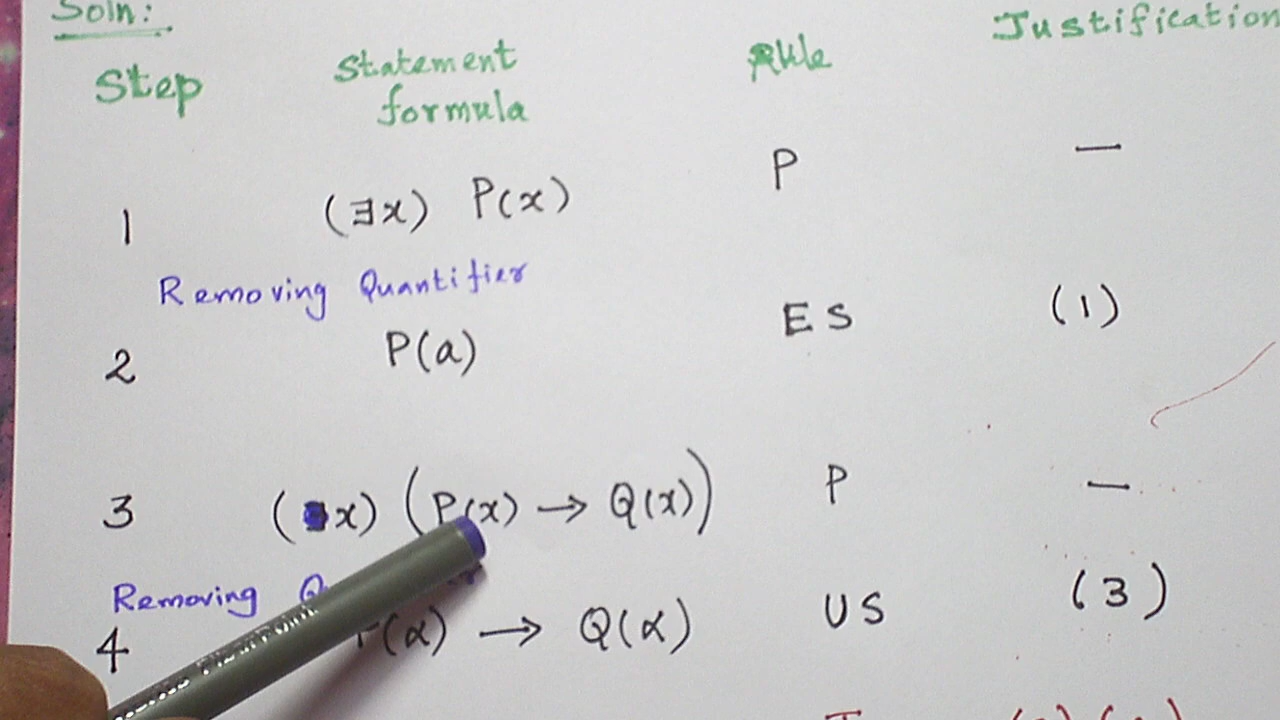 Soln:
Step Statement formula Rule Justification
1 (∃x) P(x) P —
Removing Quantifier
2 P(a) ES (1)
3 ( x) (P(x) → Q(x)) P —
Removing
4 (α) → Q(α) US (3)